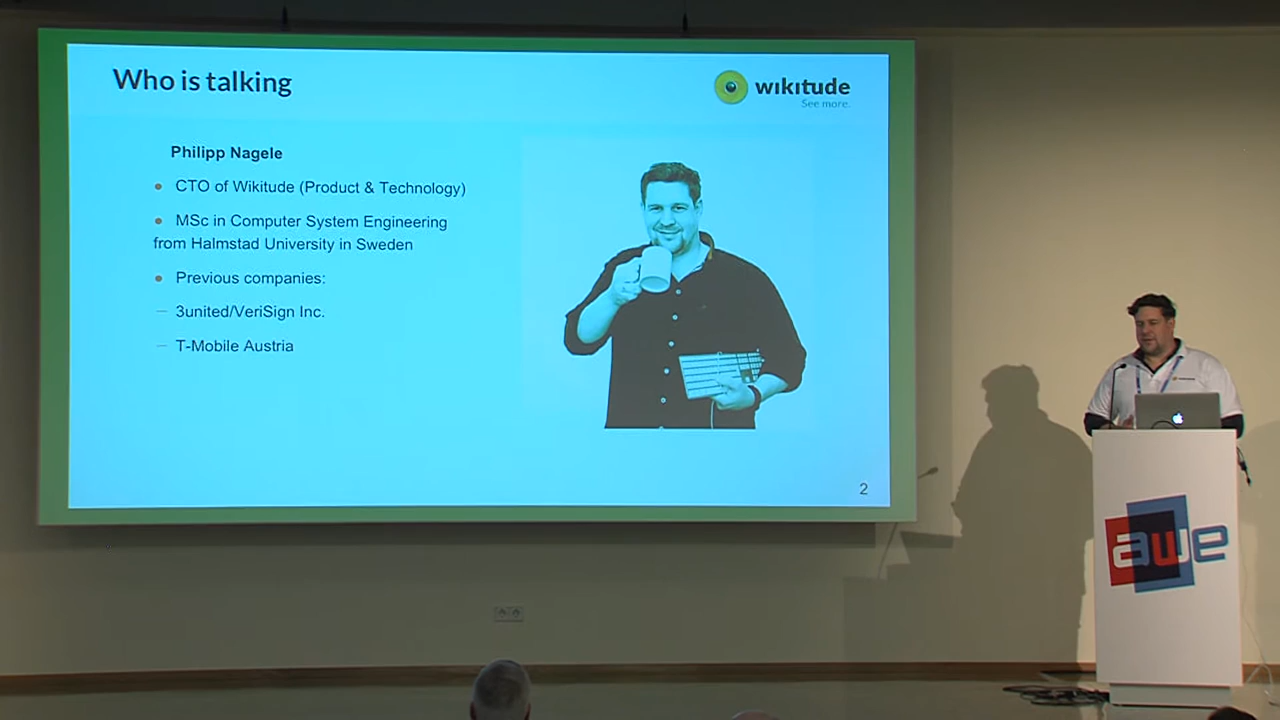 Who is talking
wikitude
See more.
Philipp Nagele
CTO of Wikitude (Product & Technology)
MSc in Computer System Engineering
from Halmstad University in Sweden
Previous companies:
3united/VeriSign Inc.
T-Mobile Austria
2
awe